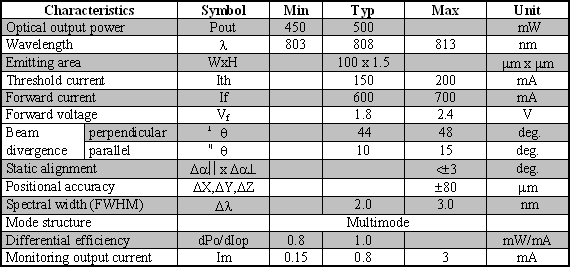 Characteristics Symbol Min Typ Max Unit
Optical output power Pout 450 500 mW
Wavelength λ 803 808 813 nm
Emitting area WxH 100 x 1.5 μm x μm
Threshold current Ith 150 200 mA
Forward current If 600 700 mA
Forward voltage Vf 1.8 2.4 V
Beam perpendicular ⊥ θ 44 48 deg.
divergence parallel " θ 10 15 deg.
Static alignment Δα|| x Δα⊥ <±3 deg.
Positional accuracy ΔX,ΔY,ΔZ ±80 μm
Spectral width (FWHM) Δλ 2.0 3.0 nm
Mode structure Multimode
Differential efficiency dPo/dIop 0.8 1.0 mW/mA
Monitoring output current Im 0.15 0.8 3 mA